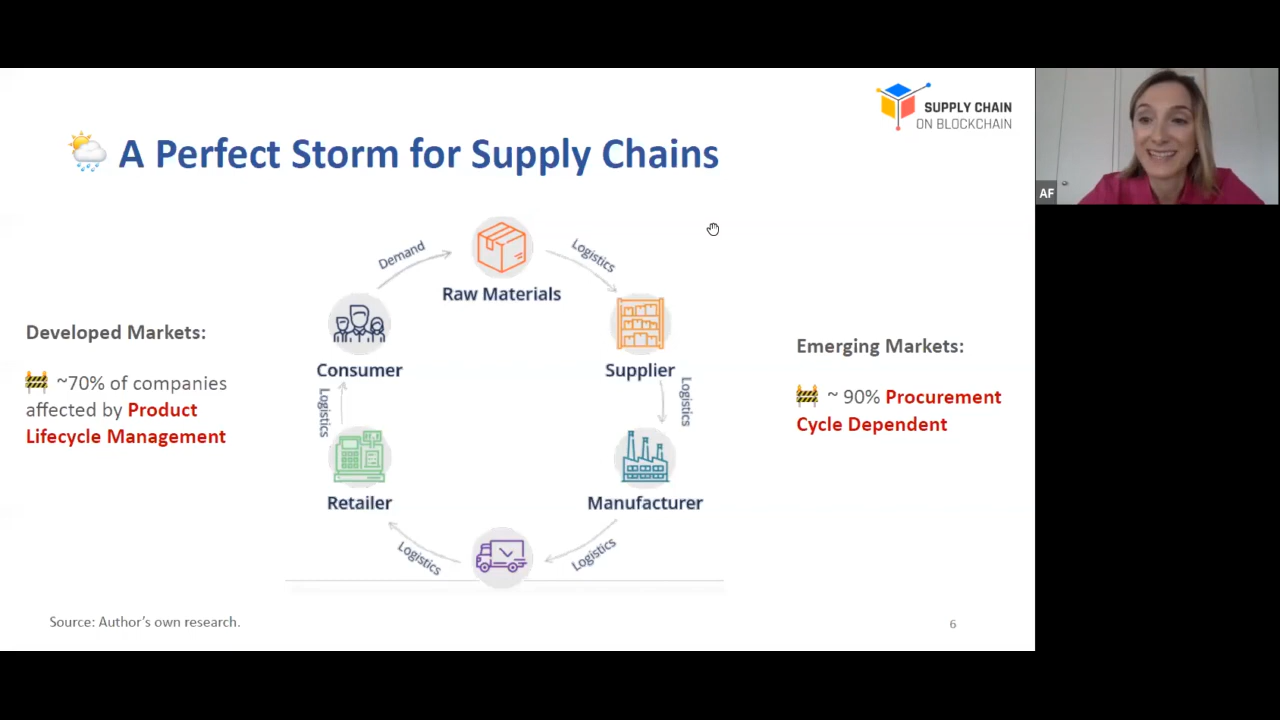 SUPPLY CHAIN
ON BLOCKCHAIN
A Perfect Storm for Supply Chains
AF
Demand
Logistics
Raw Materials
Developed Markets:
~70% of companies
affected by Product
Lifecycle Management
Consumer
Supplier
Logistics
Logistics
Retailer
Manufacturer
Logistics
Logistics
Emerging Markets:
~ 90% Procurement
Cycle Dependent
Source: Author's own research.
6